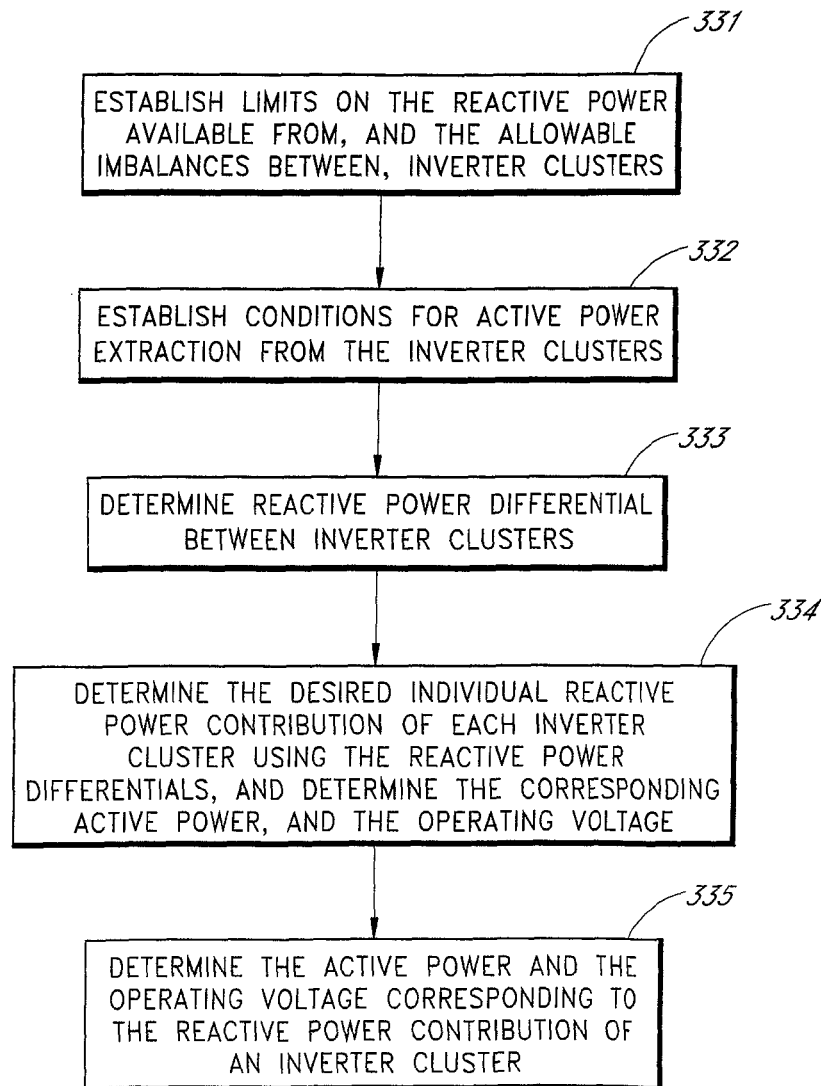 331
ESTABLISH LIMITS ON THE REACTIVE POWER
AVAILABLE FROM, AND THE ALLOWABLE
IMBALANCES BETWEEN, INVERTER CLUSTERS
332
ESTABLISH CONDITIONS FOR ACTIVE POWER
EXTRACTION FROM THE INVERTER CLUSTERS
333
DETERMINE REACTIVE POWER DIFFERENTIAL
BETWEEN INVERTER CLUSTERS
334
DETERMINE THE DESIRED INDIVIDUAL REACTIVE
POWER CONTRIBUTION OF EACH INVERTER
CLUSTER USING THE REACTIVE POWER
DIFFERENTIALS, AND DETERMINE THE CORRESPONDING
ACTIVE POWER, AND THE OPERATING VOLTAGE
335
DETERMINE THE ACTIVE POWER AND THE
OPERATING VOLTAGE CORRESPONDING TO
THE REACTIVE POWER CONTRIBUTION OF
AN INVERTER CLUSTER